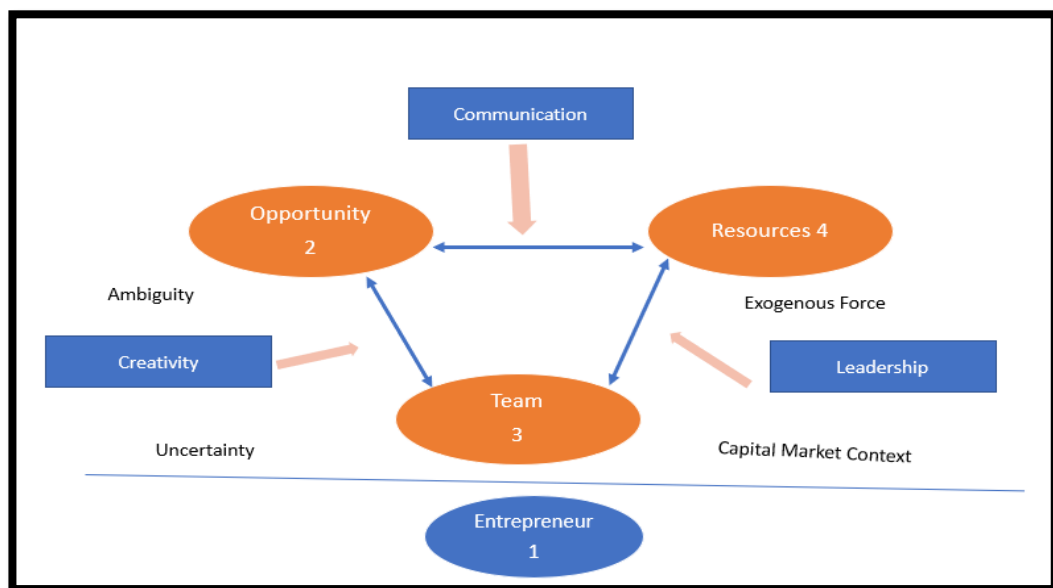 Communication
Opportunity
2
Resources 4
Ambiguity
Exogenous Force
Creativity
Leadership
Team
3
Uncertainty
Capital Market Context
Entrepreneur
1